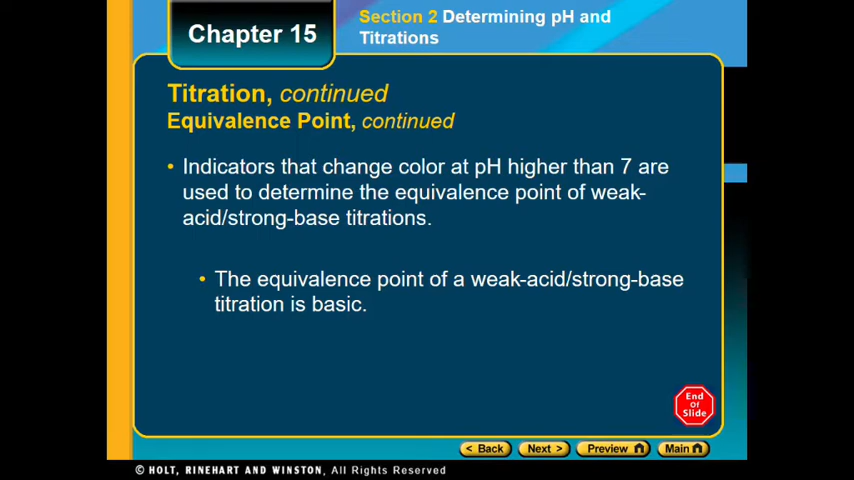 Chapter 15
Section 2 Determining pH and
Titrations
Titration, continued
Equivalence Point, continued
• Indicators that change color at pH higher than 7 are
used to determine the equivalence point of weak-
acid/strong-base titrations.
• The equivalence point of a weak-acid/strong-base
titration is basic.
End
Of
Slide
< Back
Next >
Preview
Main
© HOLT, RINEHART AND WINSTON, All Rights Reserved